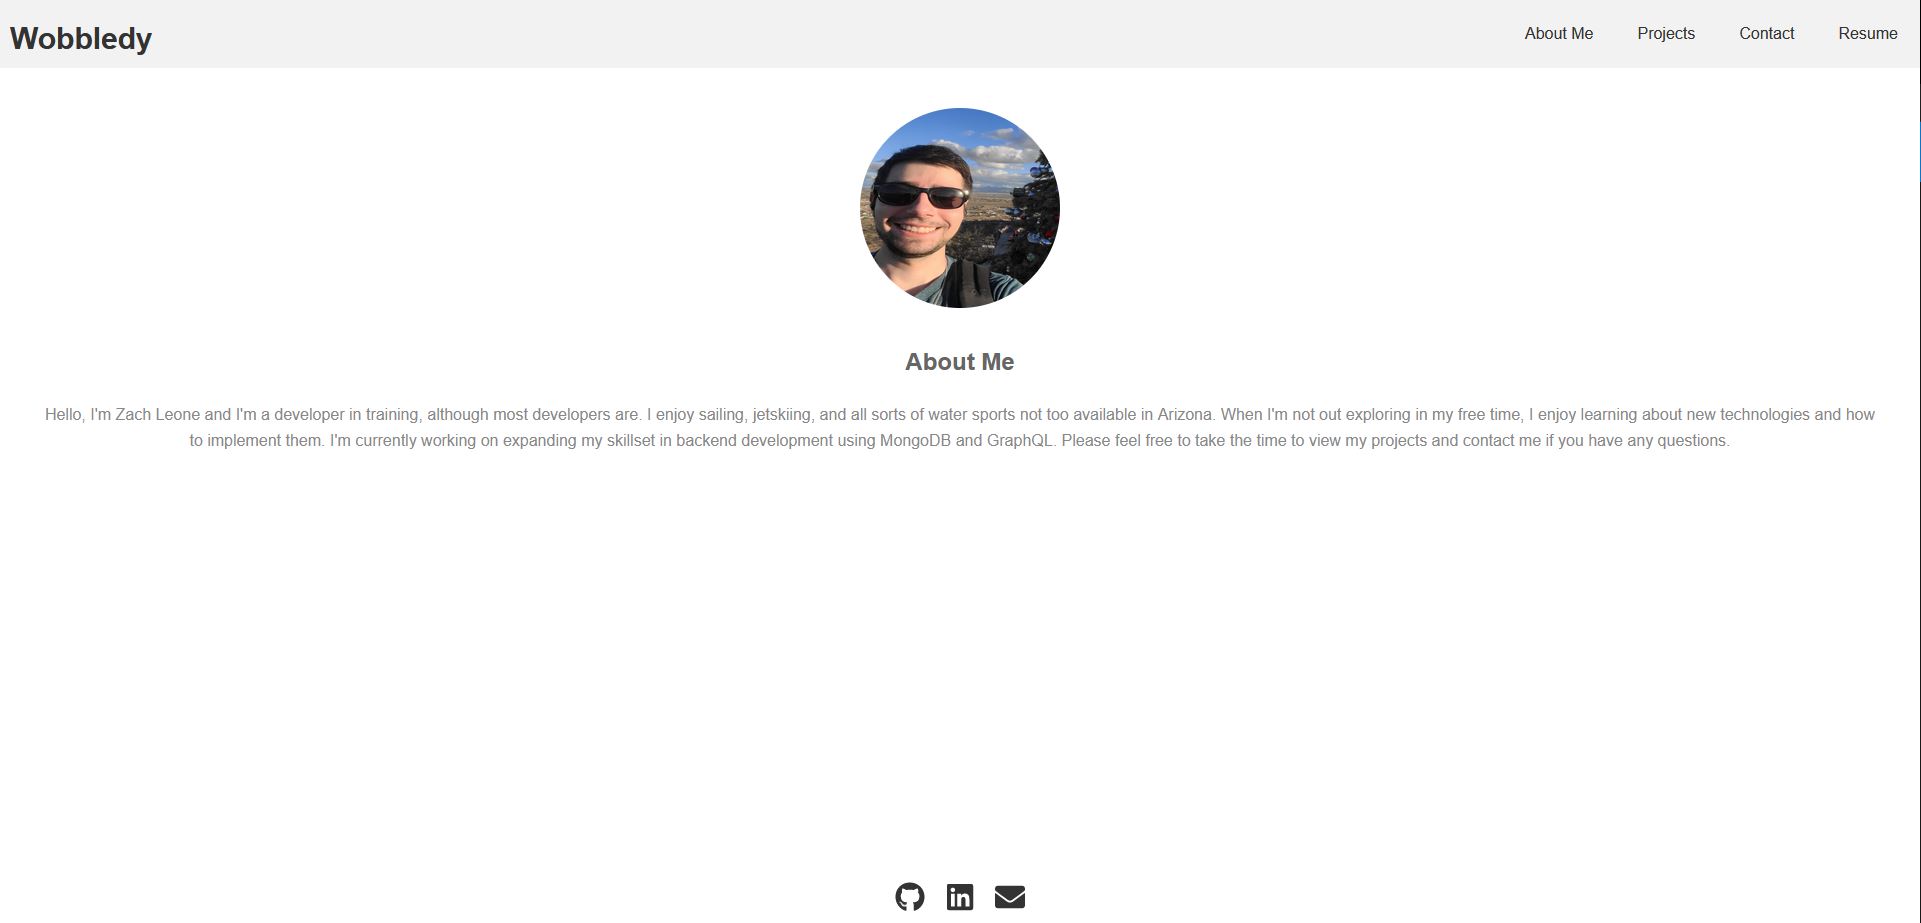 Wobbledy
About Me
Projects
Contact
Resume
About Me
Hello, I'm Zach Leone and I'm a developer in training, although most developers are. I enjoy sailing, jetskiing, and all sorts of water sports not too available in Arizona. When I'm not out exploring in my free time, I enjoy learning about new technologies and how
to implement them. I'm currently working on expanding my skillset in backend development using MongoDB and GraphQL. Please feel free to take the time to view my projects and contact me if you have any questions.
in